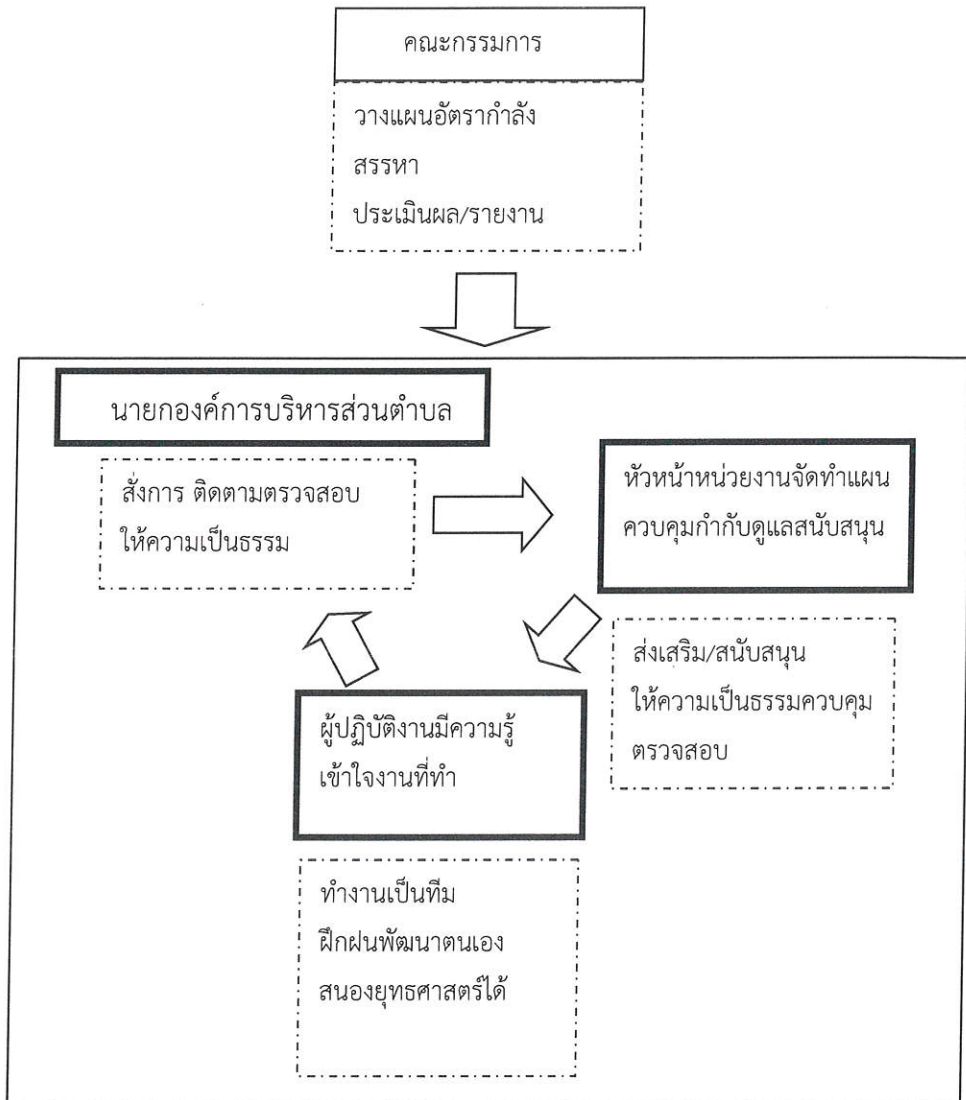 คณะกรรมการ
วางแผนอัตรากำลัง
สรรหา
ประเมินผล/รายงาน
นายกองค์การบริหารส่วนตำบล
สั่งการ ติดตามตรวจสอบ
ให้ความเป็นธรรม
หัวหน้าหน่วยงานจัดทำแผน
ควบคุมกำกับดูแลสนับสนุน
ส่งเสริม/สนับสนุน
ให้ความเป็นธรรมควบคุม
ตรวจสอบ
ผู้ปฏิบัติงานมีความรู้
เข้าใจงานที่ทำ
ทำงานเป็นทีม
ฝึกฝนพัฒนาตนเอง
สนองยุทธศาสตร์ได้